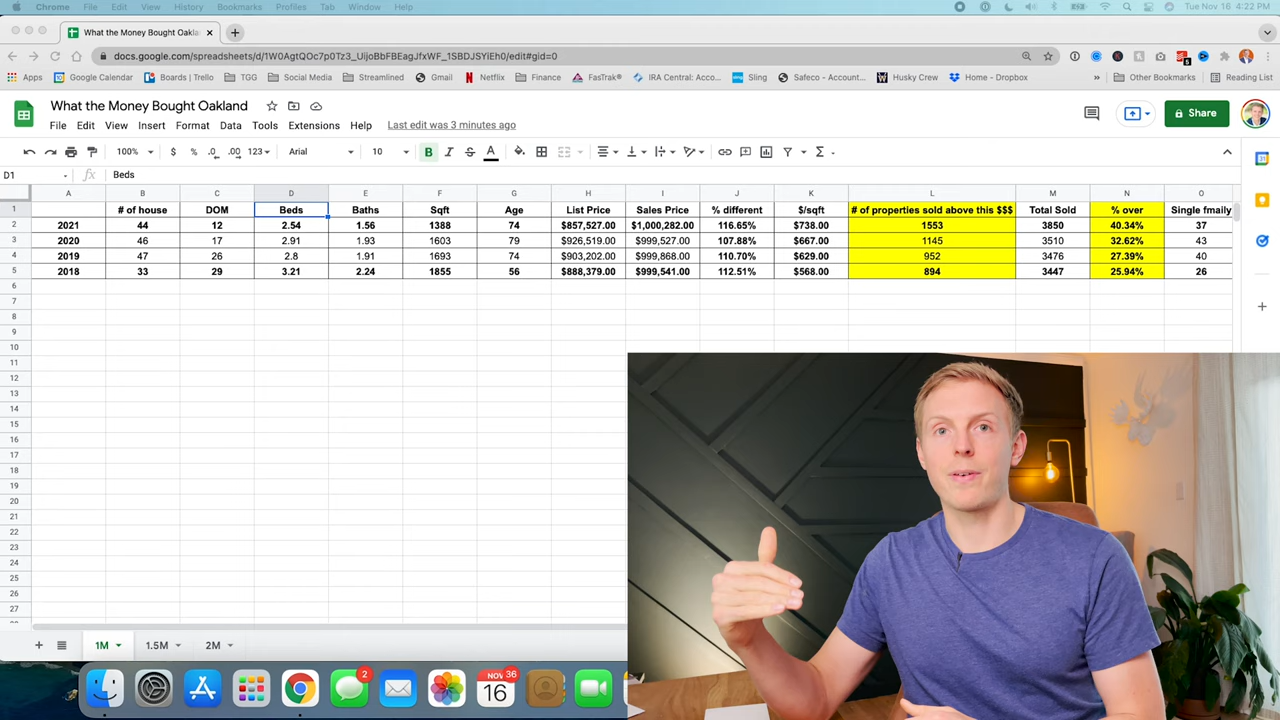 Chrome File Edit View History Bookmarks Profiles Tab Window Help Tue Nov 16 4:22 PM
What the Money Bought Oakla
docs.google.com/spreadsheets/d/1W0AgtQOc7p0Tz3_UijoBbFBEagJfxWF_1SBDJSYiEh0/edit#gid=0
Apps Google Calendar Boards | Trello TGG Social Media Streamlined Gmail Netflix Finance FasTrak® IRA Central: Acco... Sling Safeco - Account... Husky Crew Home - Dropbox » Other Bookmarks Reading List
What the Money Bought Oakland
Share
File Edit View Insert Format Data Tools Extensions Help Last edit was 3 minutes ago
100% $ % .0 .00 123 Arial 10 B I S A
D1 fx Beds
A B C D E F G H I J K L M N O
1 # of house DOM Beds Baths Sqft Age List Price Sales Price % different $/sqft # of properties sold above this $$$ Total Sold % over Single fmaily
2 2021 44 12 2.54 1.56 1388 74 $857,527.00 $1,000,282.00 116.65% $738.00 1553 3850 40.34% 37
3 2020 46 17 2.91 1.93 1603 79 $926,519.00 $999,527.00 107.88% $667.00 1145 3510 32.62% 43
4 2019 47 26 2.8 1.91 1693 74 $903,202.00 $999,868.00 110.70% $629.00 952 3476 27.39% 40
5 2018 33 29 3.21 2.24 1855 56 $888,379.00 $999,541.00 112.51% $568.00 894 3447 25.94% 26
6
7
8
9
10
11
12
13
14
15
16
17
18
19
20
21
22
23
24
25
26
27
1M 1.5M 2M
2
NOV 36
16